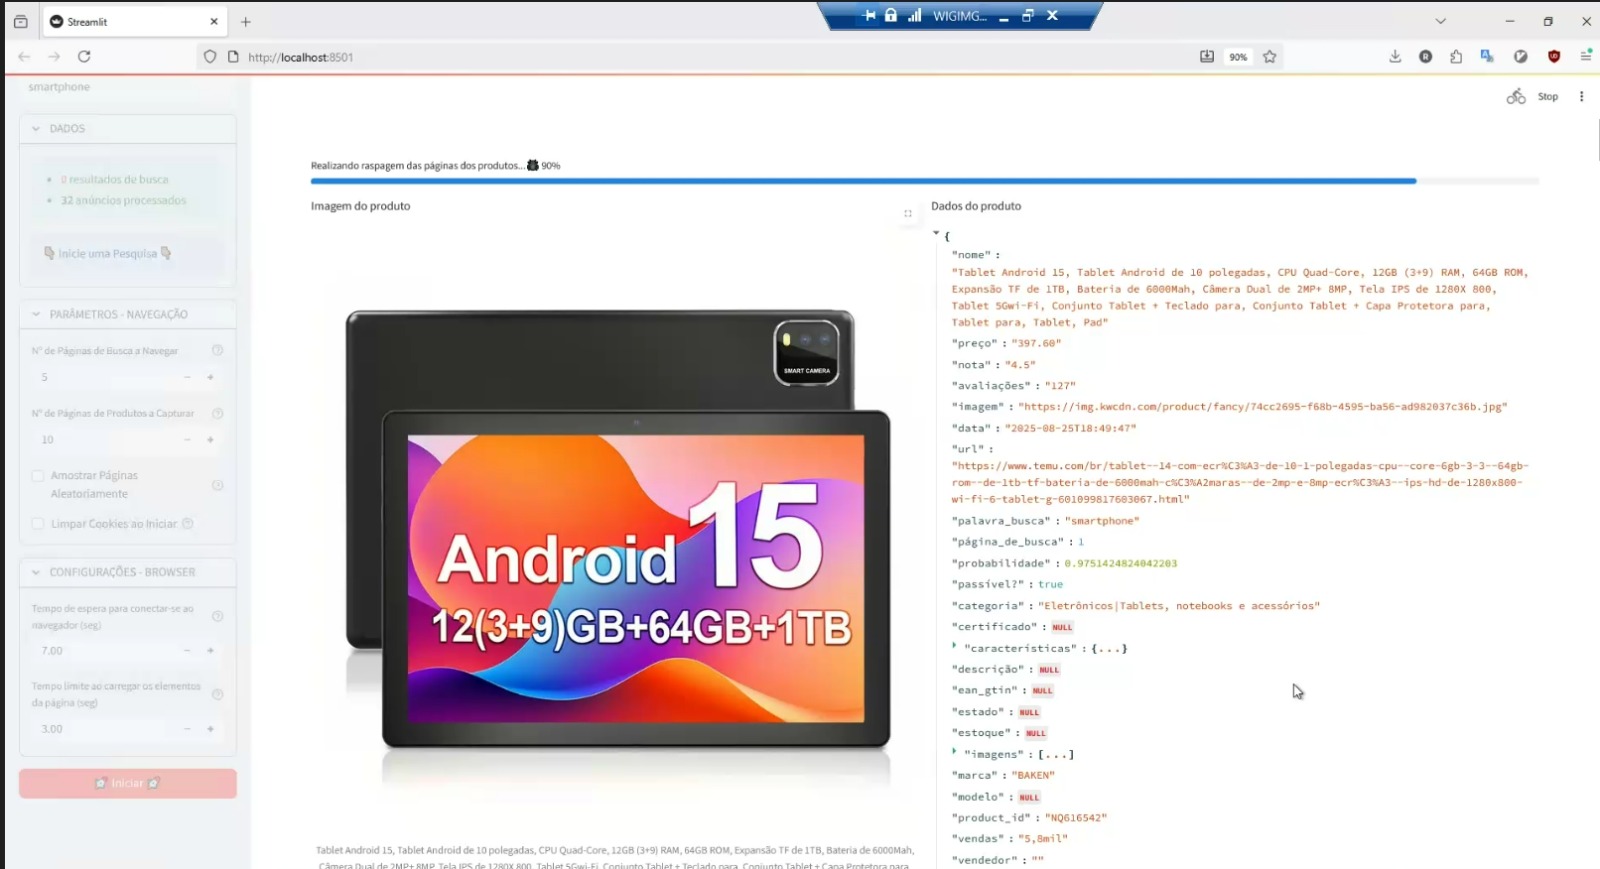 Streamlit
WIGIMG...
http://localhost:8501
90%
smartphone
Stop
DADOS
resultados de busca
32 anúncios processados
Inicie uma Pesquisa
PARÂMETROS - NAVEGAÇÃO
Nº de Páginas de Busca a Navegar
5
Nº de Páginas de Produtos a Capturar
10
Amostrar Páginas
Aleatoriamente
Limpar Cookies ao Iniciar
CONFIGURAÇÕES - BROWSER
Tempo de espera para conectar-se ao
navegador (seg)
7.00
Tempo limite ao carregar os elementos
da página (seg)
3.00
Iniciar
Realizando raspagem das páginas dos produtos... 90%
Imagem do produto
SMART CAMERA
Android 15
12(3+9)GB+64GB+1TB
Tablet Android 15, Tablet Android de 10 polegadas, CPU Quad-Core, 12GB (3+9) RAM, 64GB ROM, Expansão TF de 1TB, Bateria de 6000Mah,
Câmera Dual de 2MP+ 8MP, Tela IPS de 1280X 800, Tablet 5Gwi-Fi, Conjunto Tablet + Teclado para, Conjunto Tablet + Capa Protetora para,
Dados do produto
{
"nome" :
"Tablet Android 15, Tablet Android de 10 polegadas, CPU Quad-Core, 12GB (3+9) RAM, 64GB ROM,
Expansão TF de 1TB, Bateria de 6000Mah, Câmera Dual de 2MP+ 8MP, Tela IPS de 1280X 800,
Tablet 5Gwi-Fi, Conjunto Tablet + Teclado para, Conjunto Tablet + Capa Protetora para,
Tablet para, Tablet, Pad"
"preço" : "397.60"
"nota" : "4.5"
"avaliações" : "127"
"imagem" : "https://img.kwcdn.com/product/fancy/74cc2695-f68b-4595-ba56-ad982037c36b.jpg"
"data" : "2025-08-25T18:49:47"
"url" :
"https://www.temu.com/br/tablet--14-com-ecr%C3%A3-de-10-1-polegadas-cpu--core-6gb-3-3--64gb-
rom--de-1tb-tf-bateria-de-6000mah-c%C3%A2maras--de-2mp-e-8mp-ecr%C3%A3--ips-hd-de-1280x800-
wi-fi-6-tablet-g-601099817603067.html"
"palavra_busca" : "smartphone"
"página_de_busca" : 1
"probabilidade" : 0.9751424824042203
"passível?" : true
"categoria" : "Eletrônicos|Tablets, notebooks e acessórios"
"certificado" : NULL
"características" : {...}
"descrição" : NULL
"ean_gtin" : NULL
"estado" : NULL
"estoque" : NULL
"imagens" : [...]
"marca" : "BAKEN"
"modelo" : NULL
"product_id" : "NQ616542"
"vendas" : "5,8mil"
"vendedor" : ""